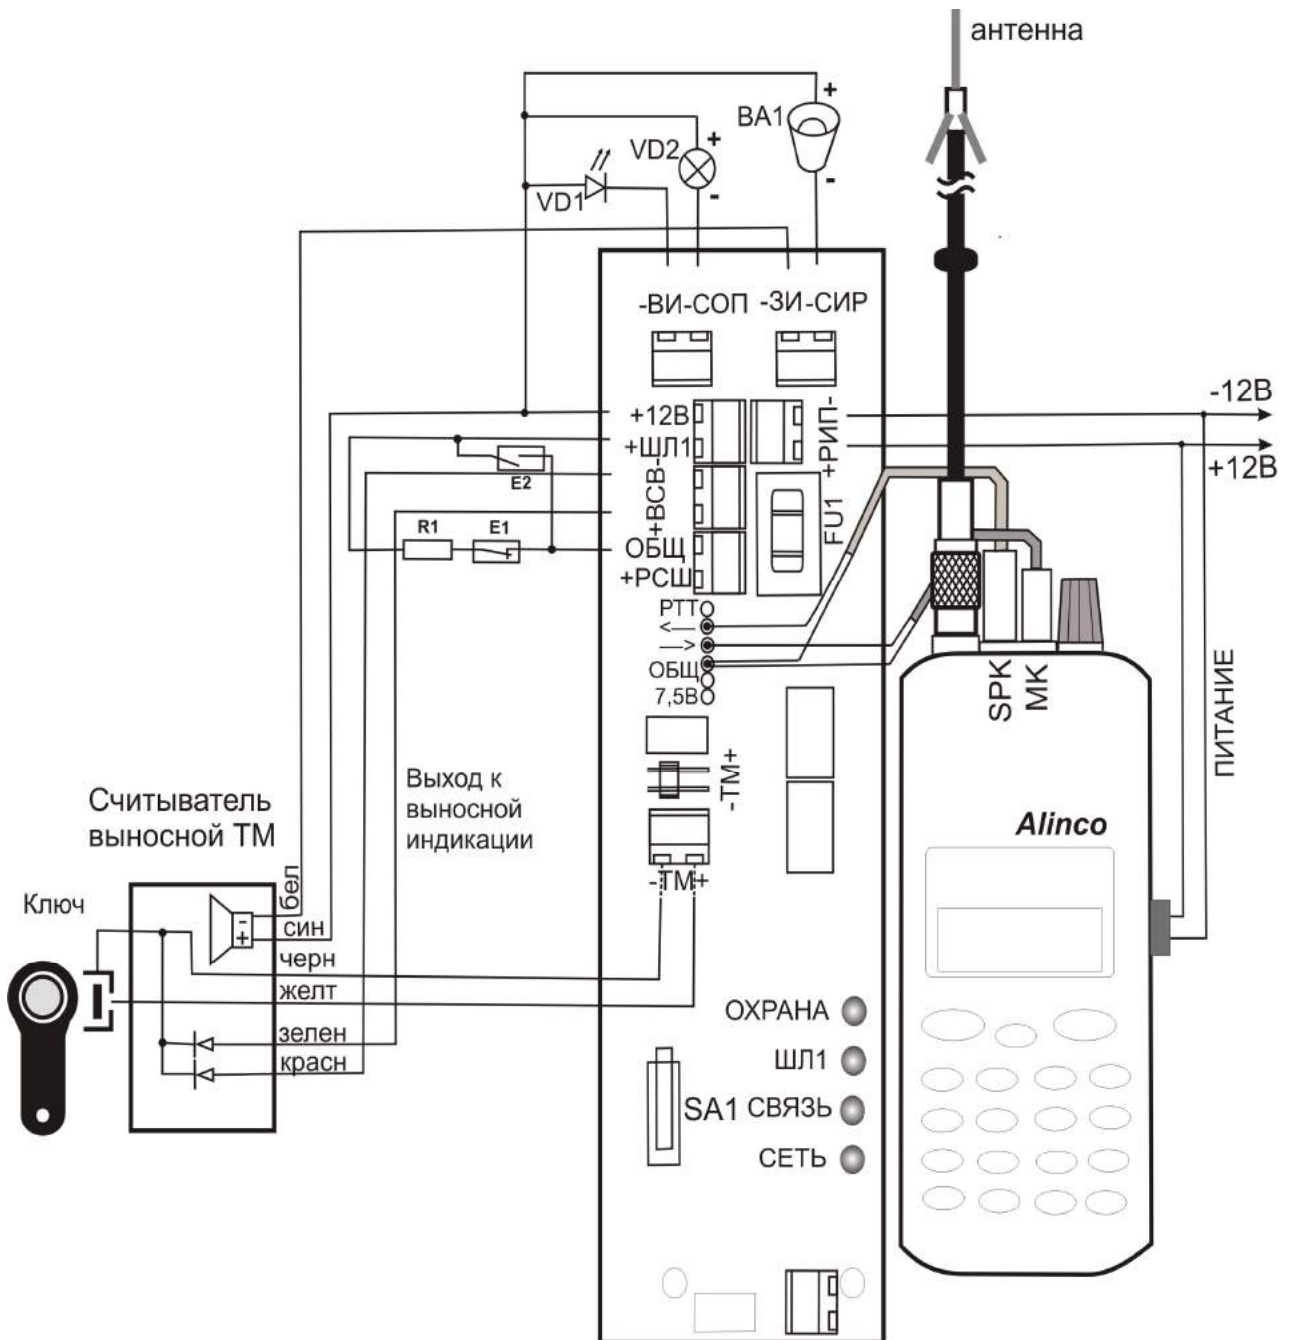 антенна
+
BA1
-
VD2
+
-
VD1
-ВИ-СОП
-ЗИ-СИР
+12В
+ШЛ1
+ВСВ-
ОБЩ
+РСШ
+РИП-
FU1
-12В
+12В
E2
R1
E1
РТТ
<—
—>
ОБЩ
7,5В
-ТМ+
-ТМ+
SPK
МК
ПИТАНИЕ
Alinco
Выход к
выносной
индикации
Считыватель
выносной ТМ
Ключ
-
+
бел
син
черн
желт
зелен
красн
ОХРАНА
ШЛ1
SA1 СВЯЗЬ
СЕТЬ